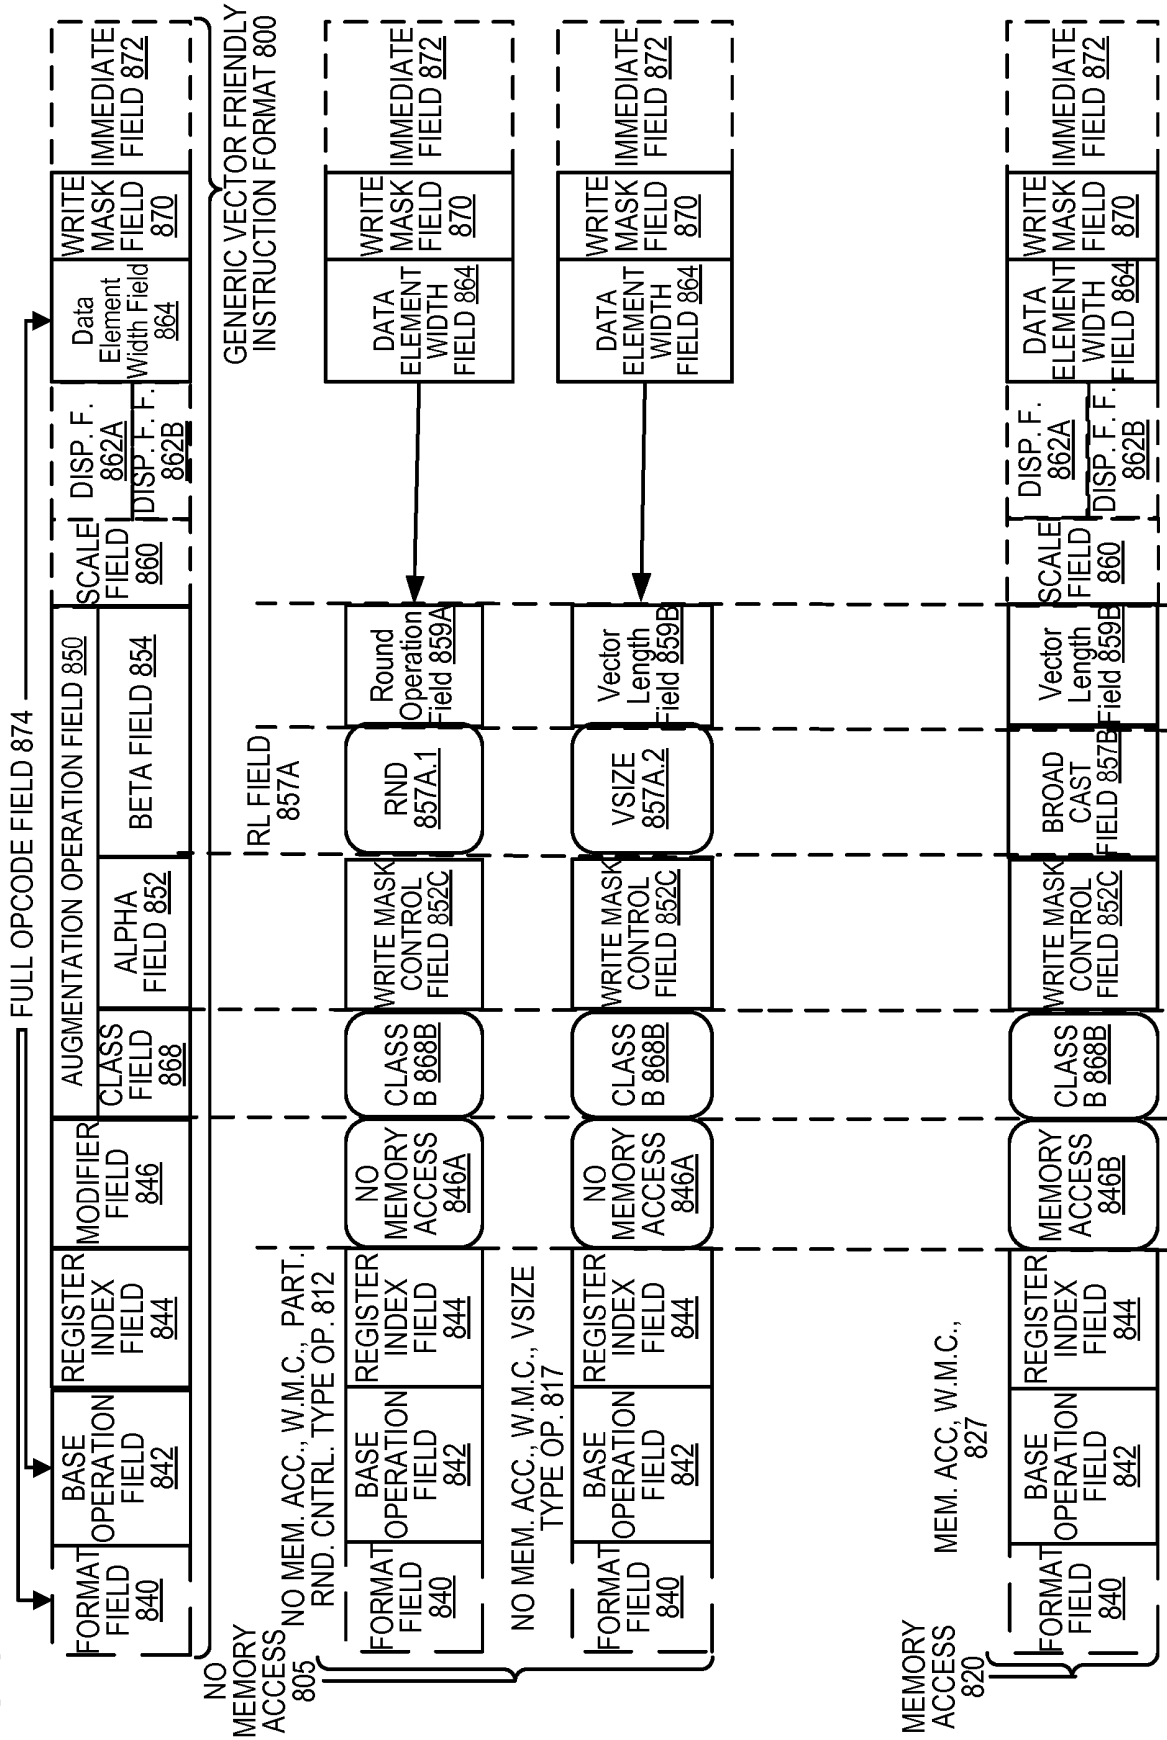 FULL OPCODE FIELD 874
FORMAT
FIELD
840
BASE
OPERATION
FIELD
842
REGISTER
INDEX
FIELD
844
MODIFIER
FIELD
846
AUGMENTATION OPERATION FIELD 850
CLASS
FIELD
868
ALPHA
FIELD 852
BETA FIELD 854
SCALE
FIELD
860
DISP. F.
862A
DISP. F. F.
862B
Data
Element
Width Field
864
WRITE
MASK
FIELD
870
IMMEDIATE
FIELD 872
GENERIC VECTOR FRIENDLY
INSTRUCTION FORMAT 800
NO
MEMORY
ACCESS
805
NO MEM. ACC., W.M.C., PART.
RND. CNTRL. TYPE OP. 812
RL FIELD
857A
FORMAT
FIELD
840
BASE
OPERATION
FIELD
842
REGISTER
INDEX
FIELD
844
NO
MEMORY
ACCESS
846A
CLASS
B 868B
WRITE MASK
CONTROL
FIELD 852C
RND
857A.1
Round
Operation
Field 859A
DATA
ELEMENT
WIDTH
FIELD 864
WRITE
MASK
FIELD
870
IMMEDIATE
FIELD 872
NO MEM. ACC., W.M.C., VSIZE
TYPE OP. 817
FORMAT
FIELD
840
BASE
OPERATION
FIELD
842
REGISTER
INDEX
FIELD
844
NO
MEMORY
ACCESS
846A
CLASS
B 868B
WRITE MASK
CONTROL
FIELD 852C
VSIZE
857A.2
Vector
Length
Field 859B
DATA
ELEMENT
WIDTH
FIELD 864
WRITE
MASK
FIELD
870
IMMEDIATE
FIELD 872
MEMORY
ACCESS
820
MEM. ACC, W.M.C.,
827
FORMAT
FIELD
840
BASE
OPERATION
FIELD
842
REGISTER
INDEX
FIELD
844
MEMORY
ACCESS
846B
CLASS
B 868B
WRITE MASK
CONTROL
FIELD 852C
BROAD
CAST
FIELD 857B
Vector
Length
Field 859B
SCALE
FIELD
860
DISP. F.
862A
DISP. F. F.
862B
DATA
ELEMENT
WIDTH
FIELD 864
WRITE
MASK
FIELD
870
IMMEDIATE
FIELD 872